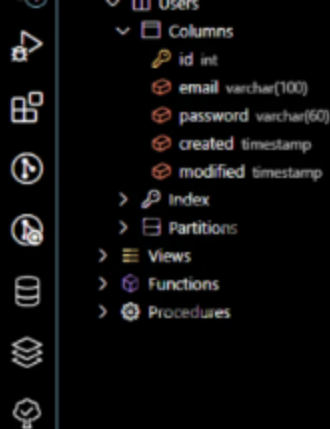 Users
Columns
id int
email varchar(100)
password varchar(60)
created timestamp
modified timestamp
Index
Partitions
Views
Functions
Procedures